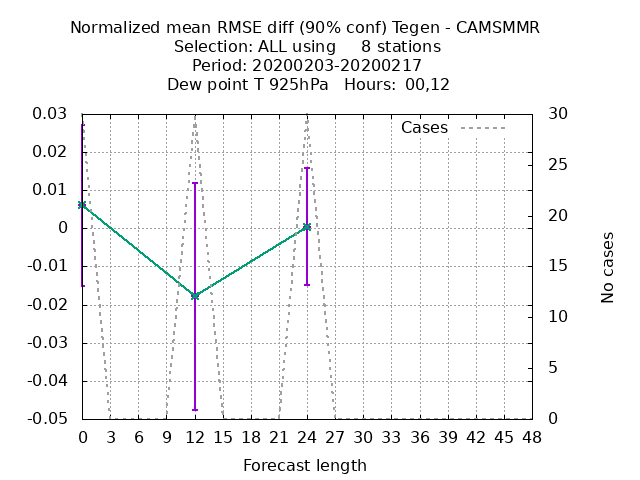 Normalized mean RMSE diff (90% conf) Tegen - CAMSMMR
Selection: ALL using     8 stations
Period: 20200203-20200217
Dew point T 925hPa   Hours:  00,12
Cases
0.03
0.02
0.01
0
-0.01
-0.02
-0.03
-0.04
-0.05
30
25
20
15
10
5
0
No cases
0 3 6 9 12 15 18 21 24 27 30 33 36 39 42 45 48
Forecast length